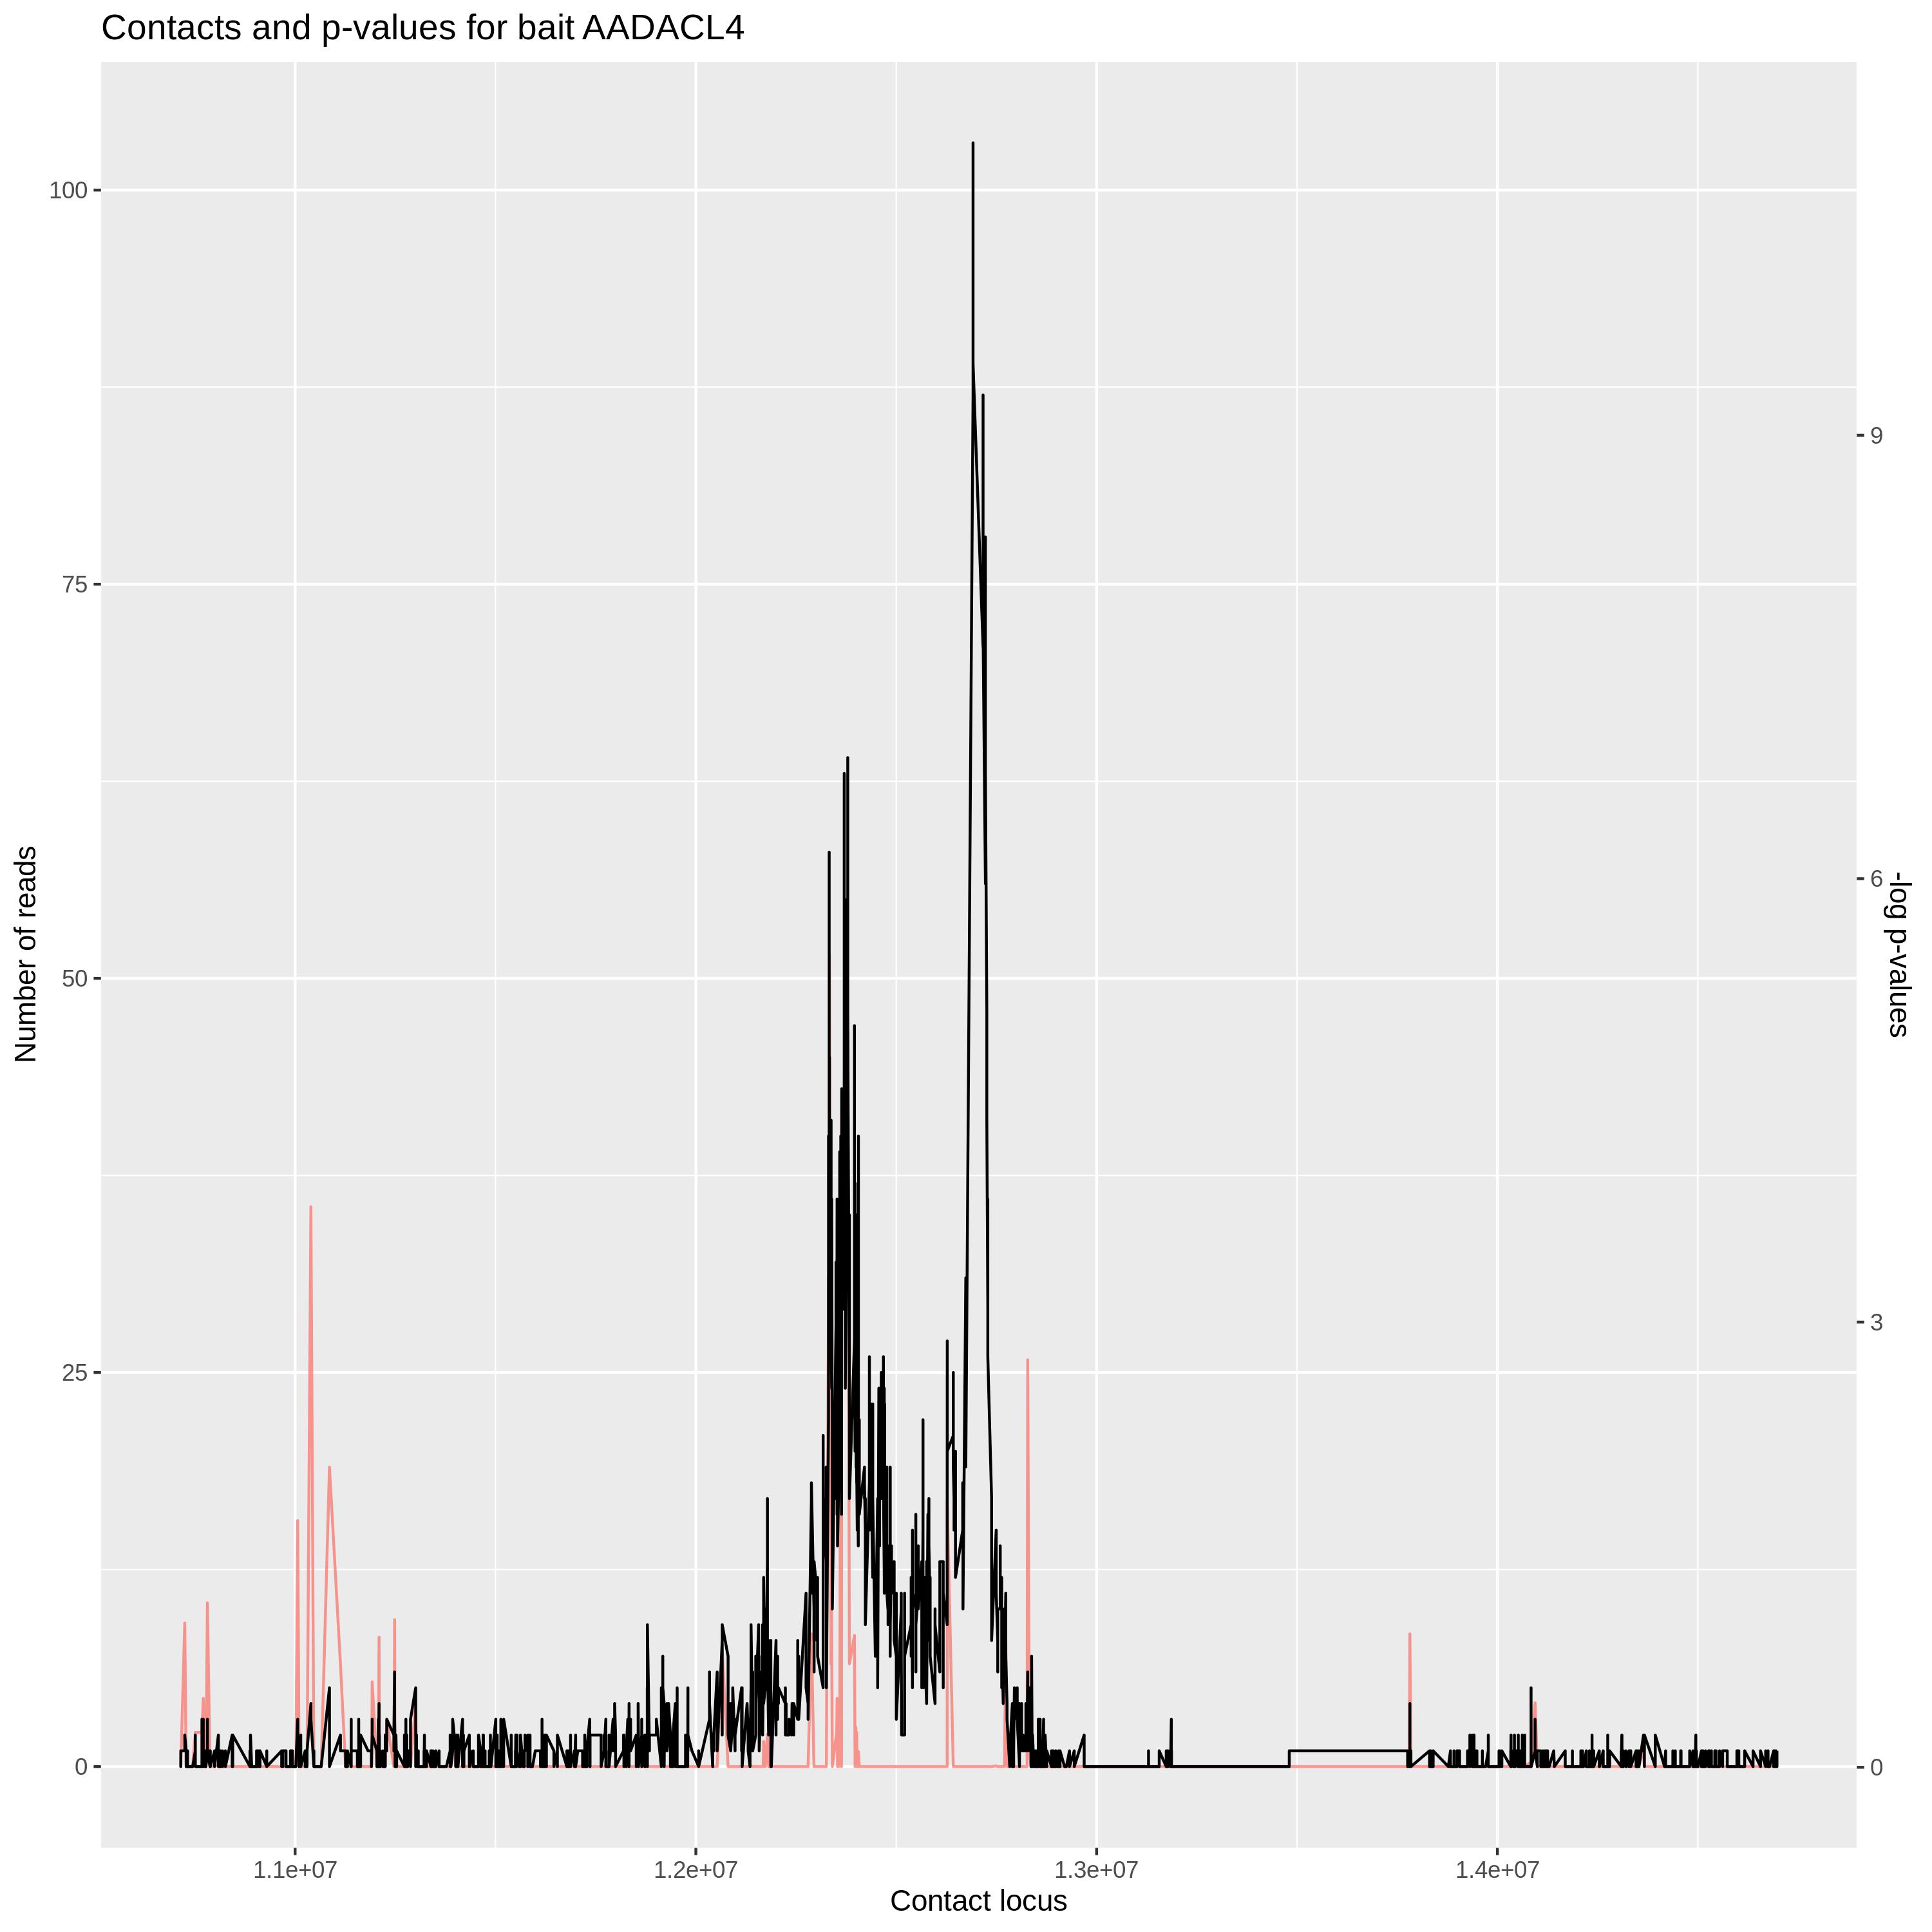 Contacts and p-values for bait AADACL4
100
75
50
25
0
Number of reads
9
6
3
0
-log p-values
1.1e+07
1.2e+07
1.3e+07
1.4e+07
Contact locus